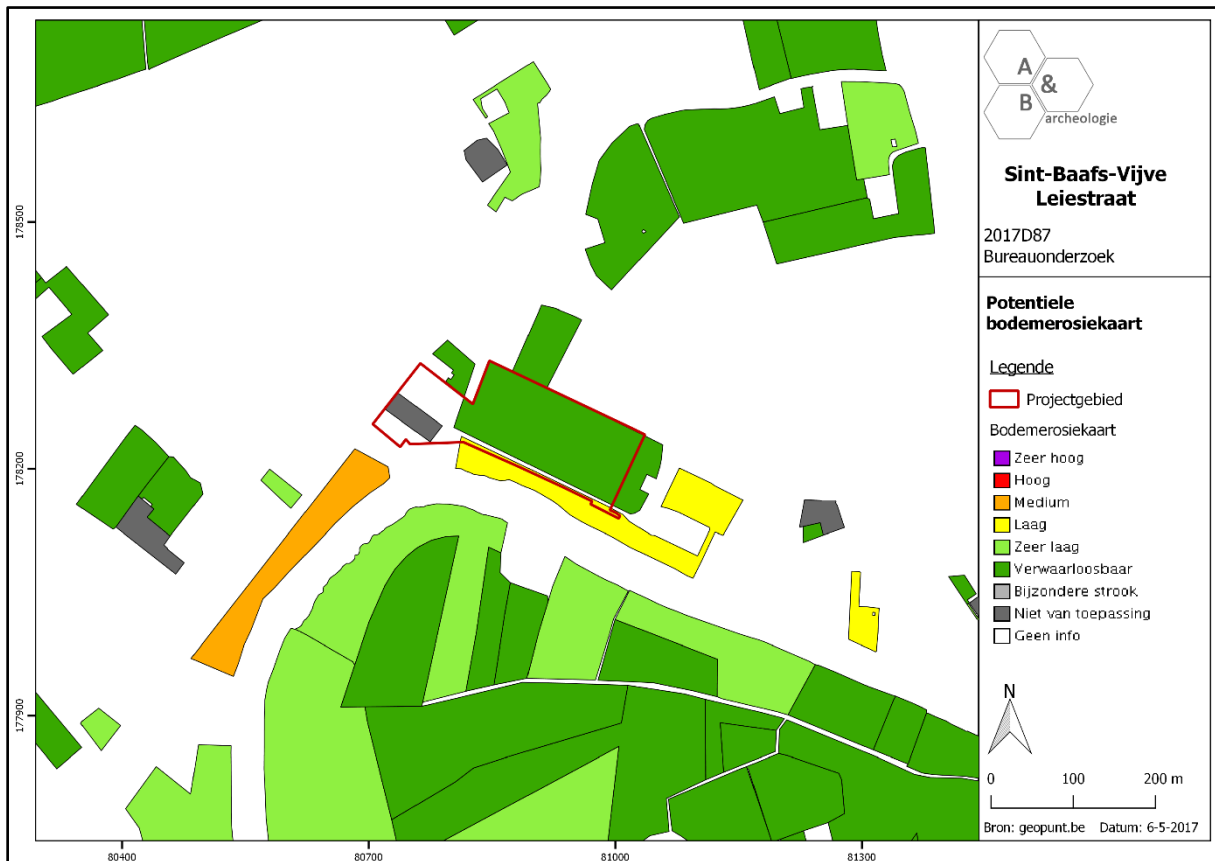 A
&
B
archeologie
Sint-Baafs-Vijve
Leiestraat
2017D87
Bureauonderzoek
Potentiele
bodemerosiekaart
Legende
Projectgebied
Bodemerosiekaart
Zeer hoog
Hoog
Medium
Laag
Zeer laag
Verwaarloosbaar
Bijzondere strook
Niet van toepassing
Geen info
N
0 100 200 m
Bron: geopunt.be Datum: 6-5-2017
178500
178200
177900
80400 80700 81000 81300